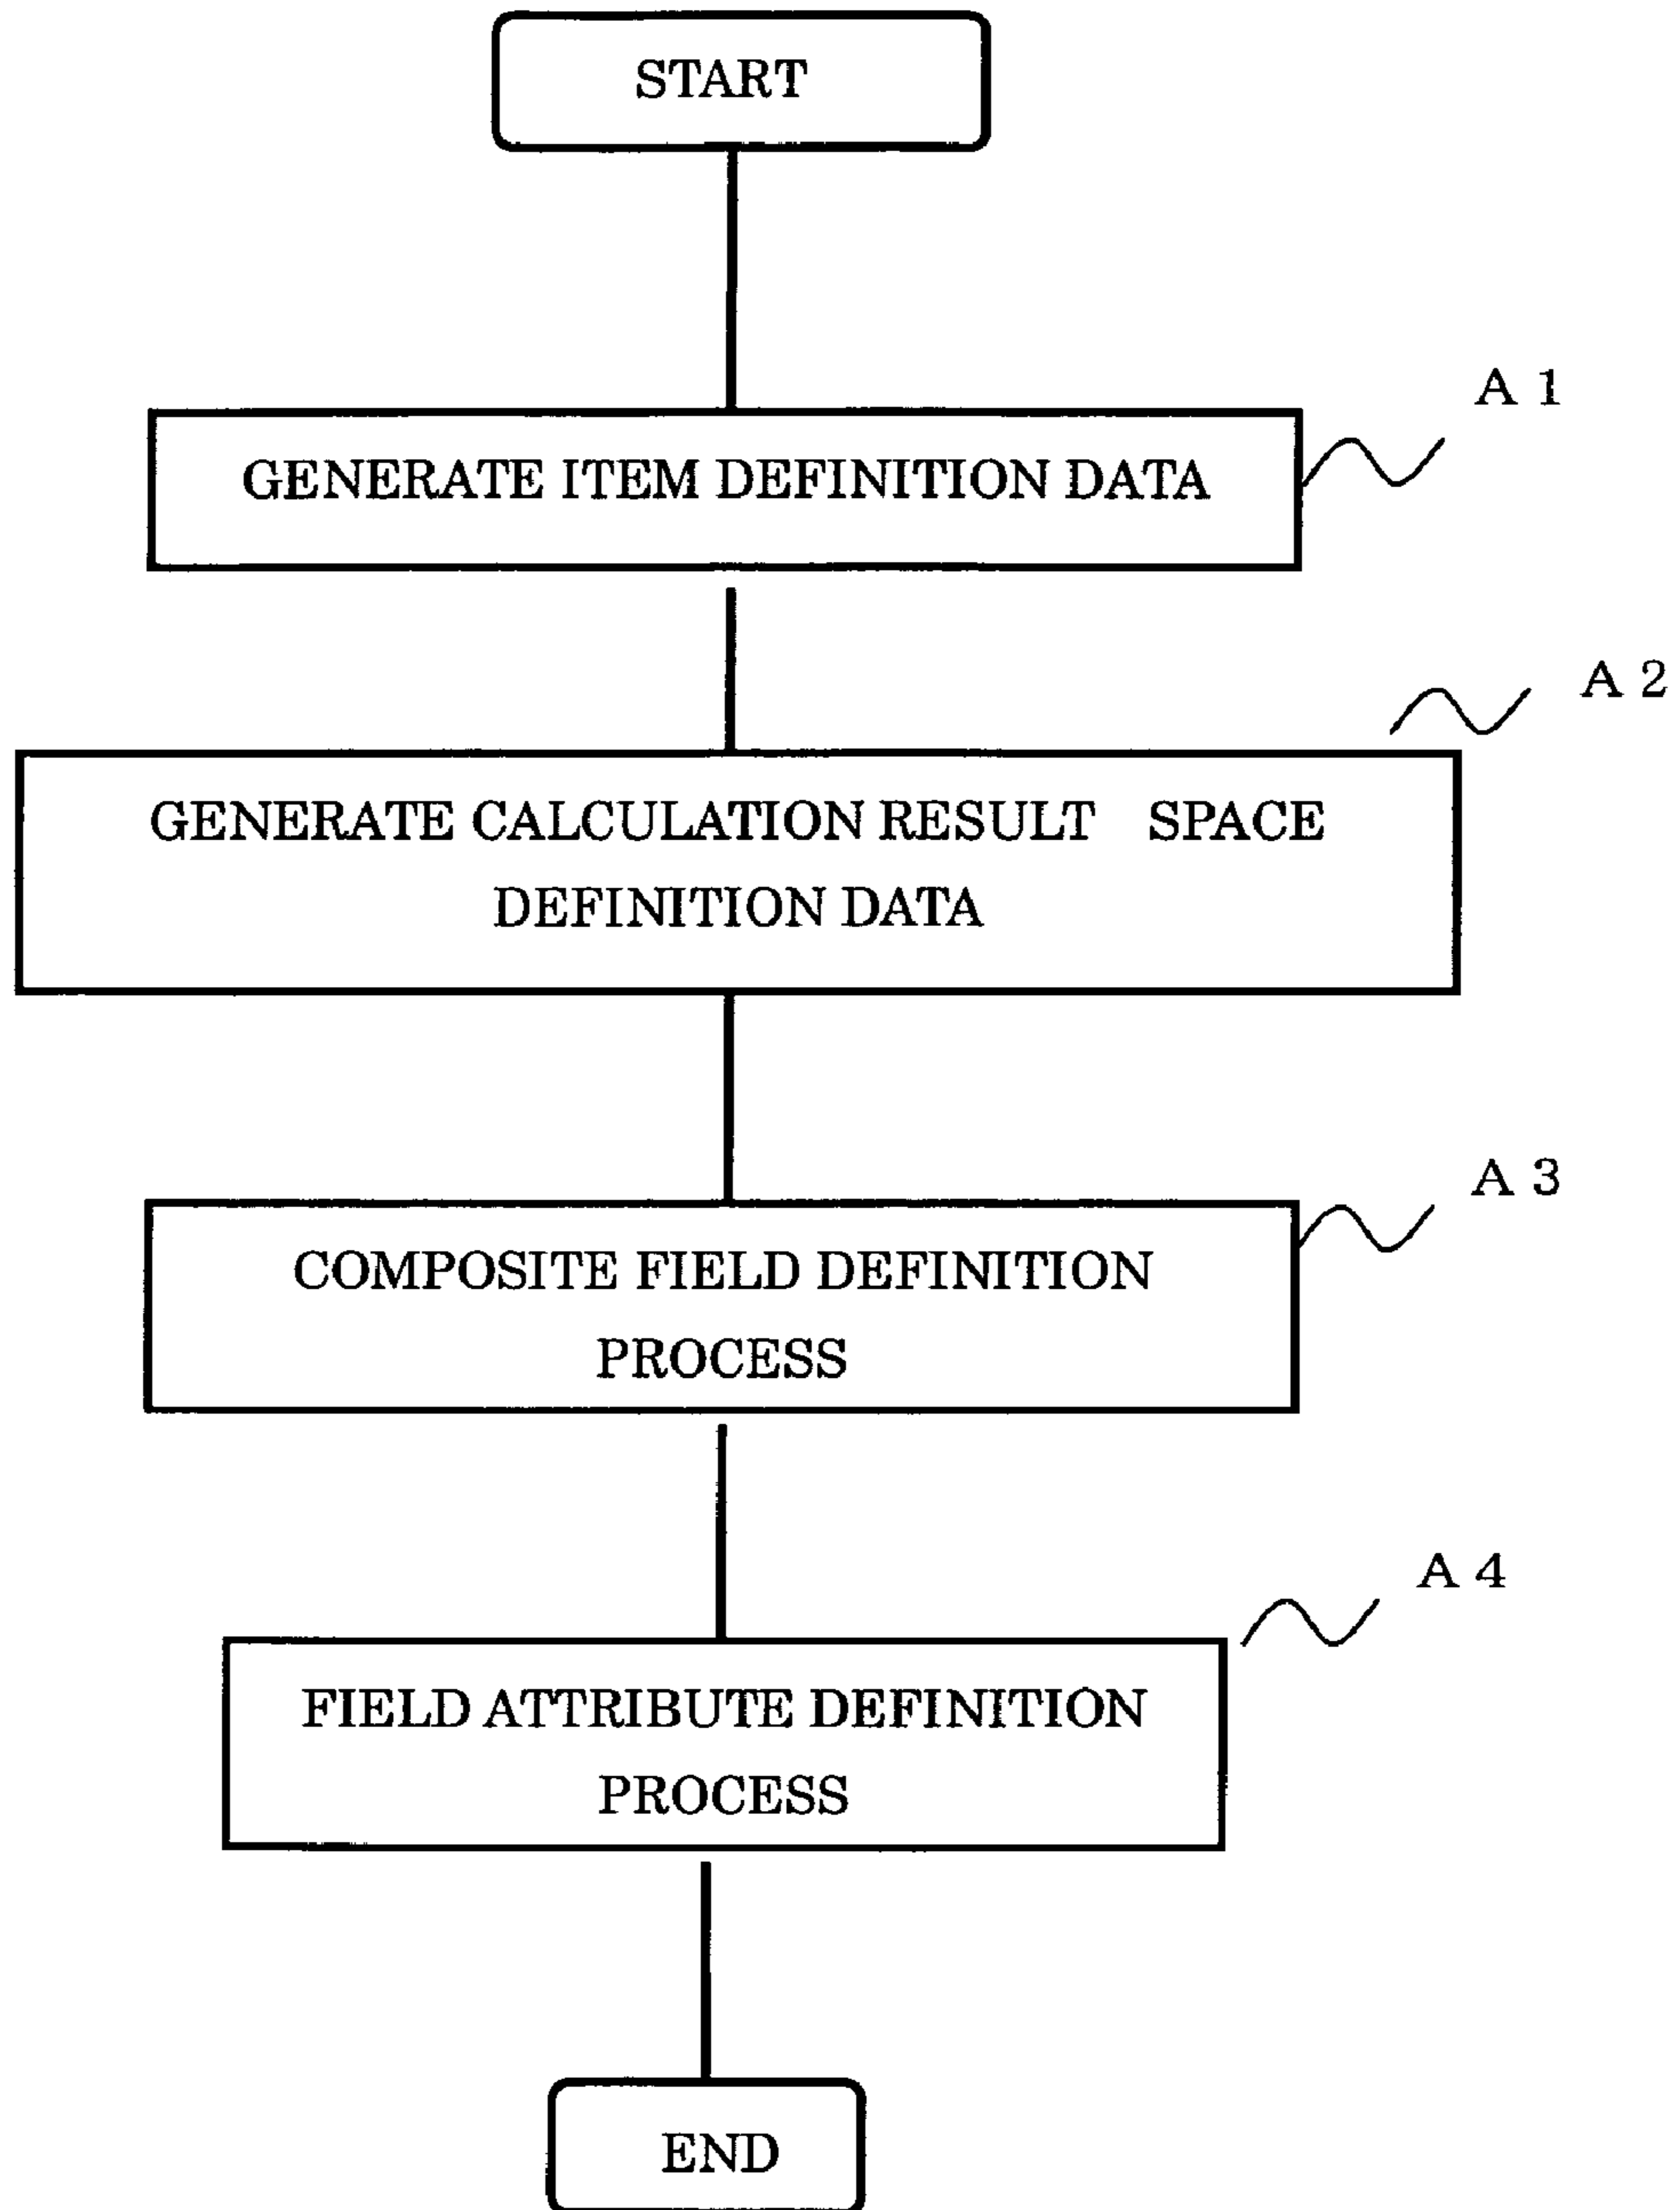 START
A 1
GENERATE ITEM DEFINITION DATA
A 2
GENERATE CALCULATION RESULT SPACE
DEFINITION DATA
A 3
COMPOSITE FIELD DEFINITION
PROCESS
A 4
FIELD ATTRIBUTE DEFINITION
PROCESS
END